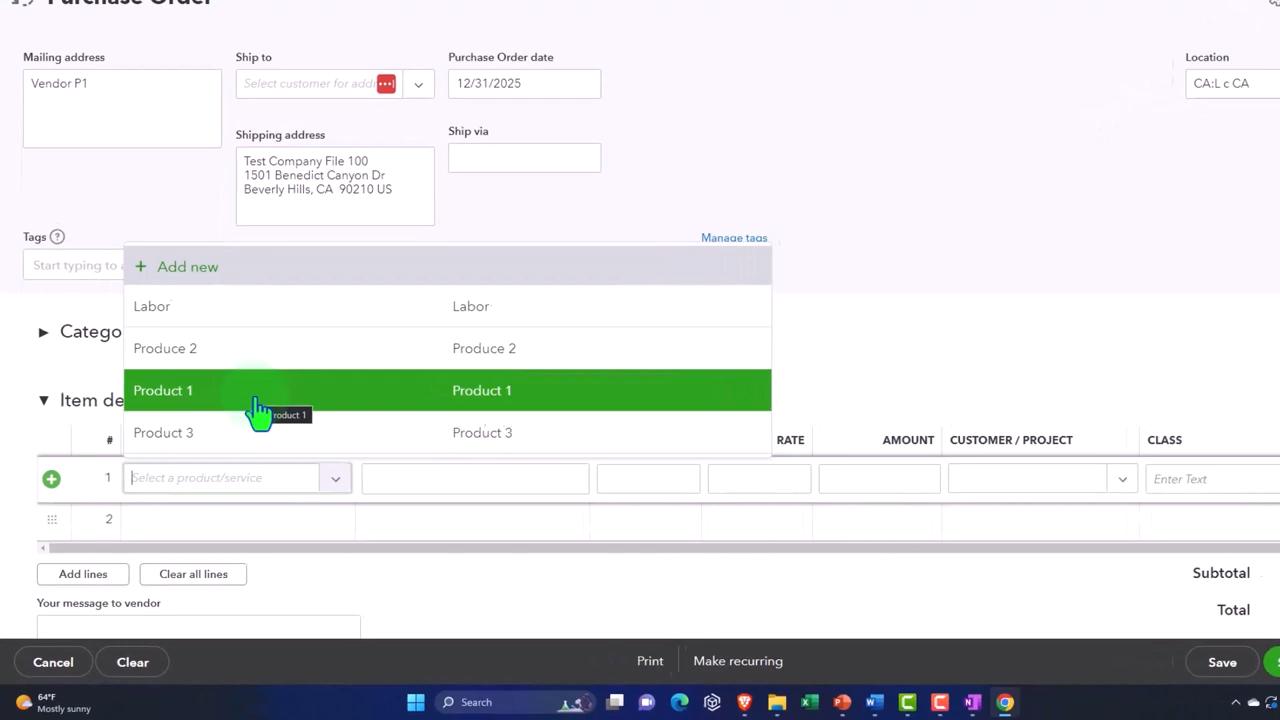 Purchase Order
Mailing address
Ship to
Purchase Order date
Location
Vendor P1
Select customer for addr
12/31/2025
CA:L c CA
Shipping address
Ship via
Test Company File 100
1501 Benedict Canyon Dr
Beverly Hills, CA 90210 US
Tags ?
Manage tags
Start typing to a
+ Add new
Labor Labor
Catego
Produce 2 Produce 2
Product 1 Product 1
Item de
roduct 1
Product 3 Product 3
# RATE AMOUNT CUSTOMER / PROJECT CLASS
1 Select a product/service Enter Text
2
Add lines Clear all lines
Subtotal
Your message to vendor
Total
Cancel Clear Print Make recurring Save S
64°F
Mostly sunny
Search